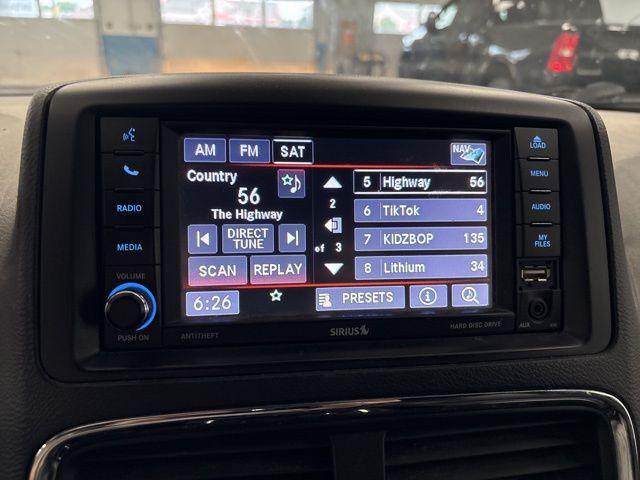 AM FM SAT NAV
Country
56
The Highway
DIRECT
TUNE
SCAN REPLAY
6:26
2
of 3
5 Highway 56
6 TikTok 4
7 KIDZBOP 135
8 Lithium 34
PRESETS
RADIO
MEDIA
VOLUME
PUSH ON
ANTITHEFT
SIRIUS
HARD DISC DRIVE
LOAD
MENU
AUDIO
MY
FILES
AUX